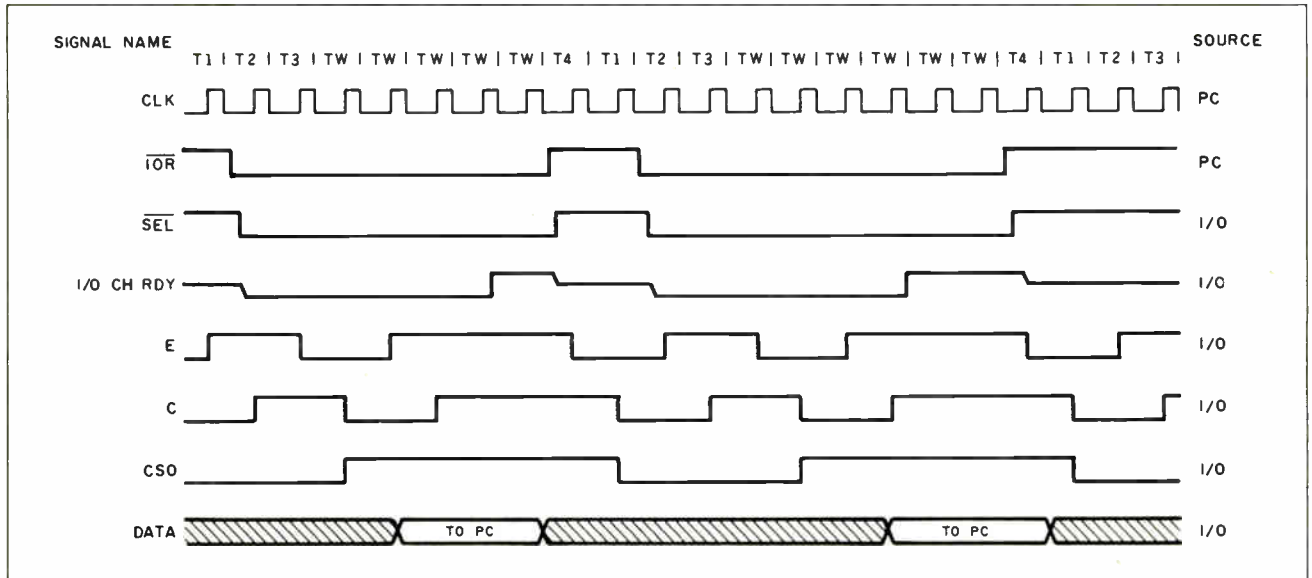 SIGNAL NAME
SOURCE
T1 | T2 | T3 | TW | TW | TW | TW | TW | T4 | T1 | T2 | T3 | TW | TW | TW | TW | TW | T4 | T1 | T2 | T3 |
CLK PC
IOR PC
SEL I/O
I/O CH RDY I/O
E I/O
C I/O
CSO I/O
DATA TO PC TO PC I/O